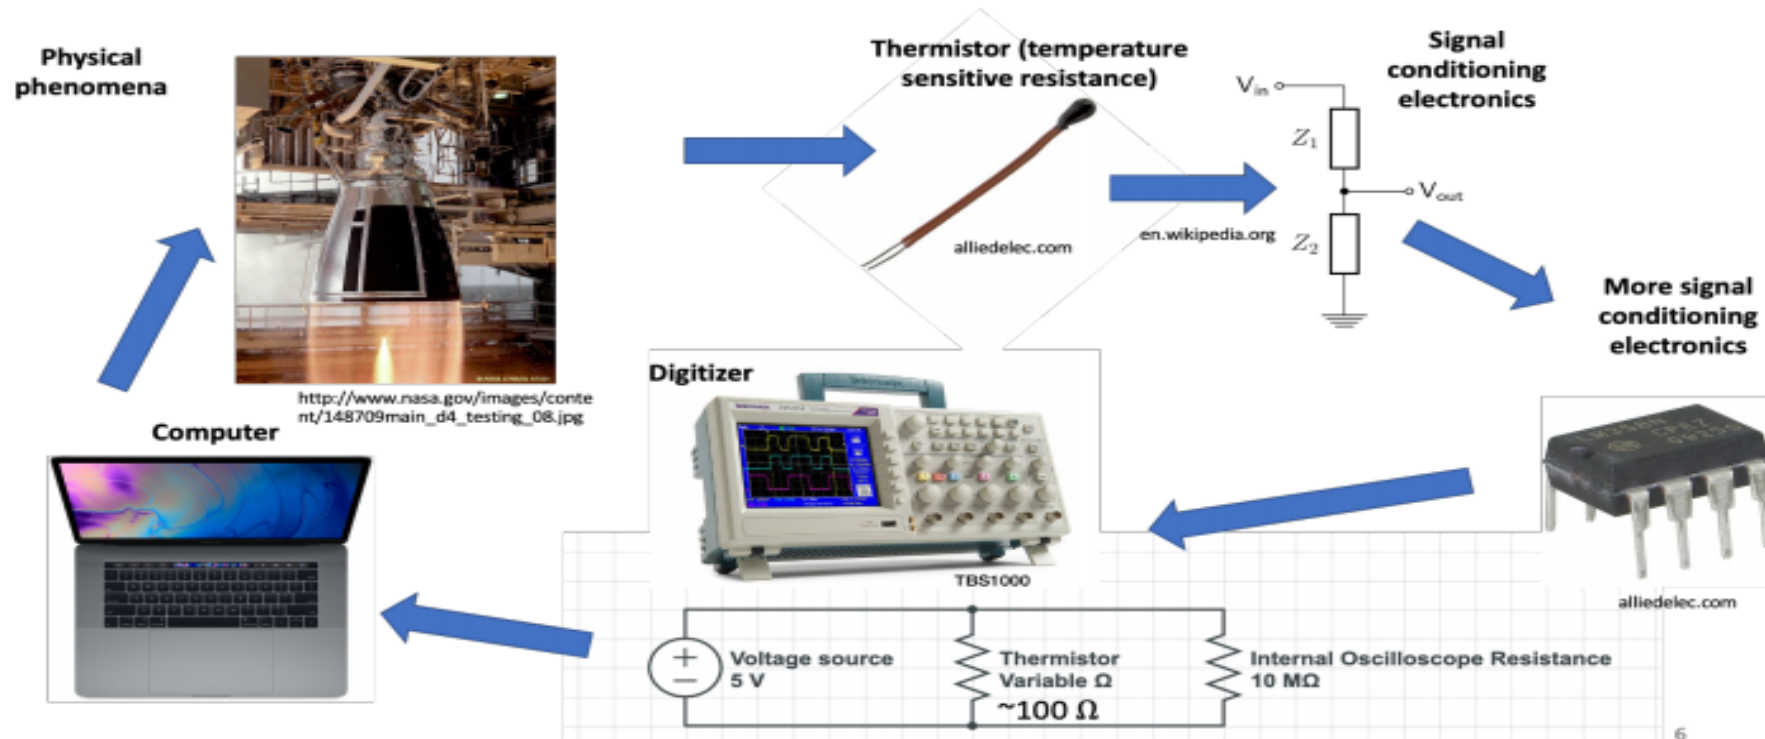 Physical
phenomena
http://www.nasa.gov/images/conte
nt/148709main_d4_testing_08.jpg
Thermistor (temperature
sensitive resistance)
alliedelec.com
Signal
conditioning
electronics
Vin
Z1
Vout
Z2
en.wikipedia.org
More signal
conditioning
electronics
alliedelec.com
Digitizer
TBS1000
Computer
Voltage source
5 V
Thermistor
Variable Ω
~100 Ω
Internal Oscilloscope Resistance
10 MΩ
6